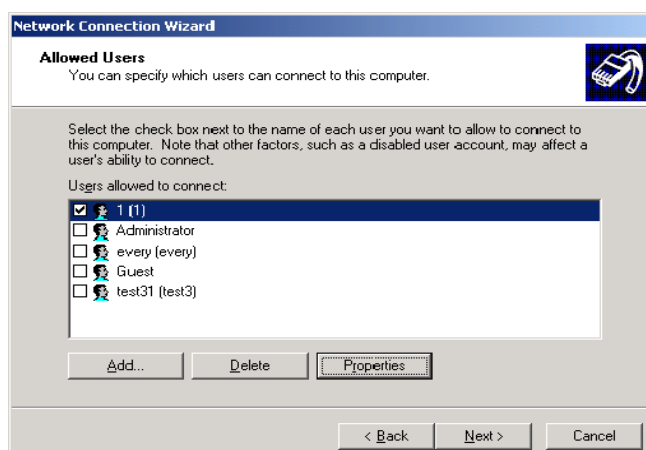 Network Connection Wizard
Allowed Users
You can specify which users can connect to this computer.
Select the check box next to the name of each user you want to allow to connect to
this computer. Note that other factors, such as a disabled user account, may affect a
user's ability to connect.
Users allowed to connect:
1 (1)
Administrator
every (every)
Guest
test31 (test3)
Add... Delete Properties
< Back Next > Cancel